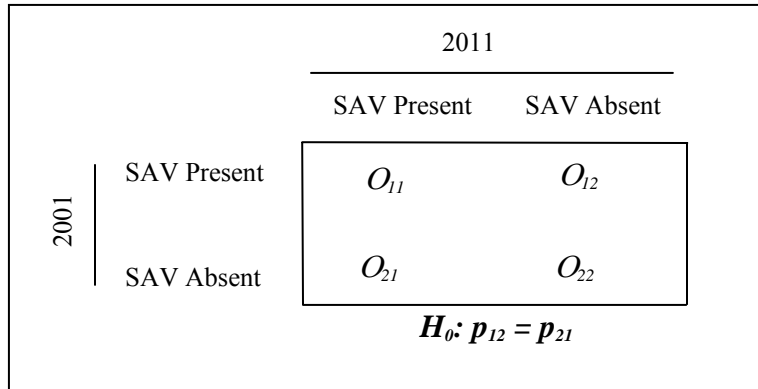 2011
SAV Present SAV Absent
2001
SAV Present O11 O12
SAV Absent O21 O22
H0: p12 = p21